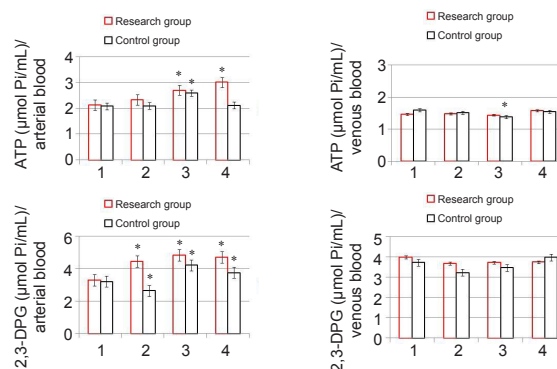 Research group
Control group
ATP (µmol Pi/mL)/
arterial blood
4
3
2
1
0
* * *
1 2 3 4
Research group
Control group
ATP (µmol Pi/mL)/
venous blood
3
2
1
0
*
1 2 3 4
Research group
Control group
2,3-DPG (µmol Pi/mL)/
arterial blood
6
4
2
0
* * * * * *
1 2 3 4
Research group
Control group
2,3-DPG (µmol Pi/mL)/
venous blood
5
4
3
2
1
0
1 2 3 4